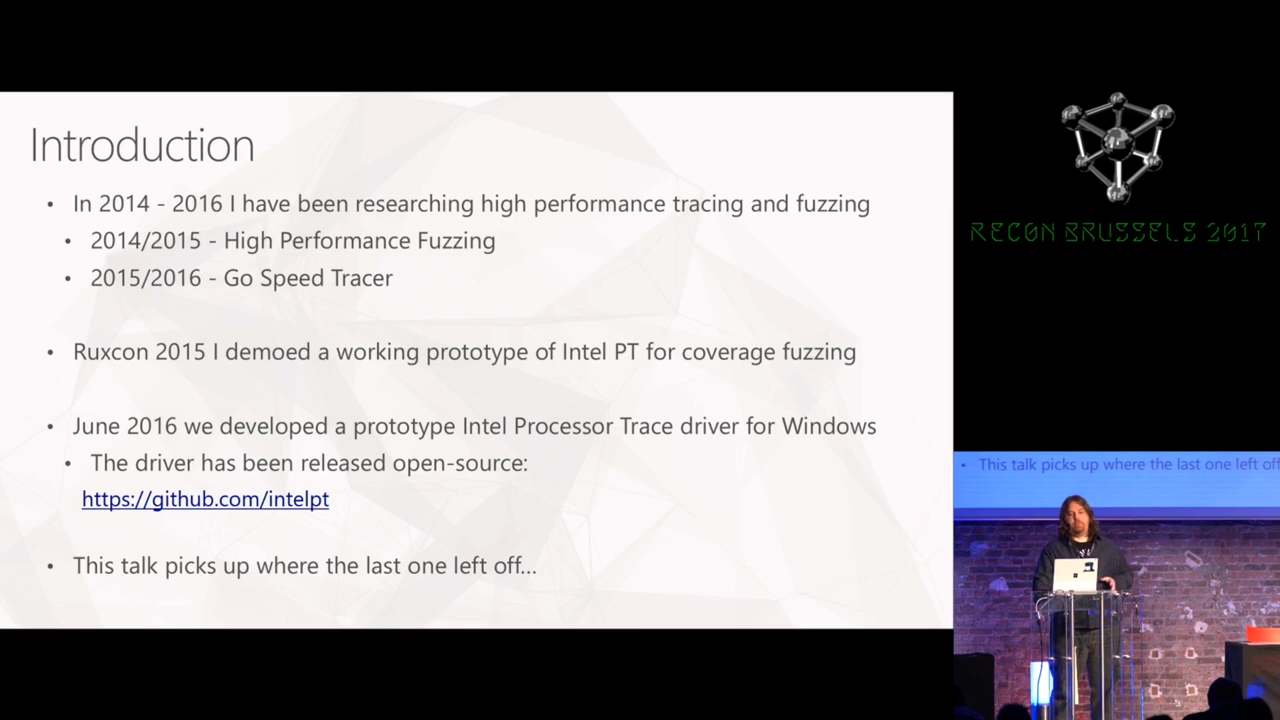 Introduction
• In 2014 - 2016 I have been researching high performance tracing and fuzzing
• 2014/2015 - High Performance Fuzzing
• 2015/2016 - Go Speed Tracer
• Ruxcon 2015 I demoed a working prototype of Intel PT for coverage fuzzing
• June 2016 we developed a prototype Intel Processor Trace driver for Windows
• The driver has been released open-source:
https://github.com/intelpt
• This talk picks up where the last one left off...
RECON BRUSSELS 2017
• This talk picks up where the last one left off